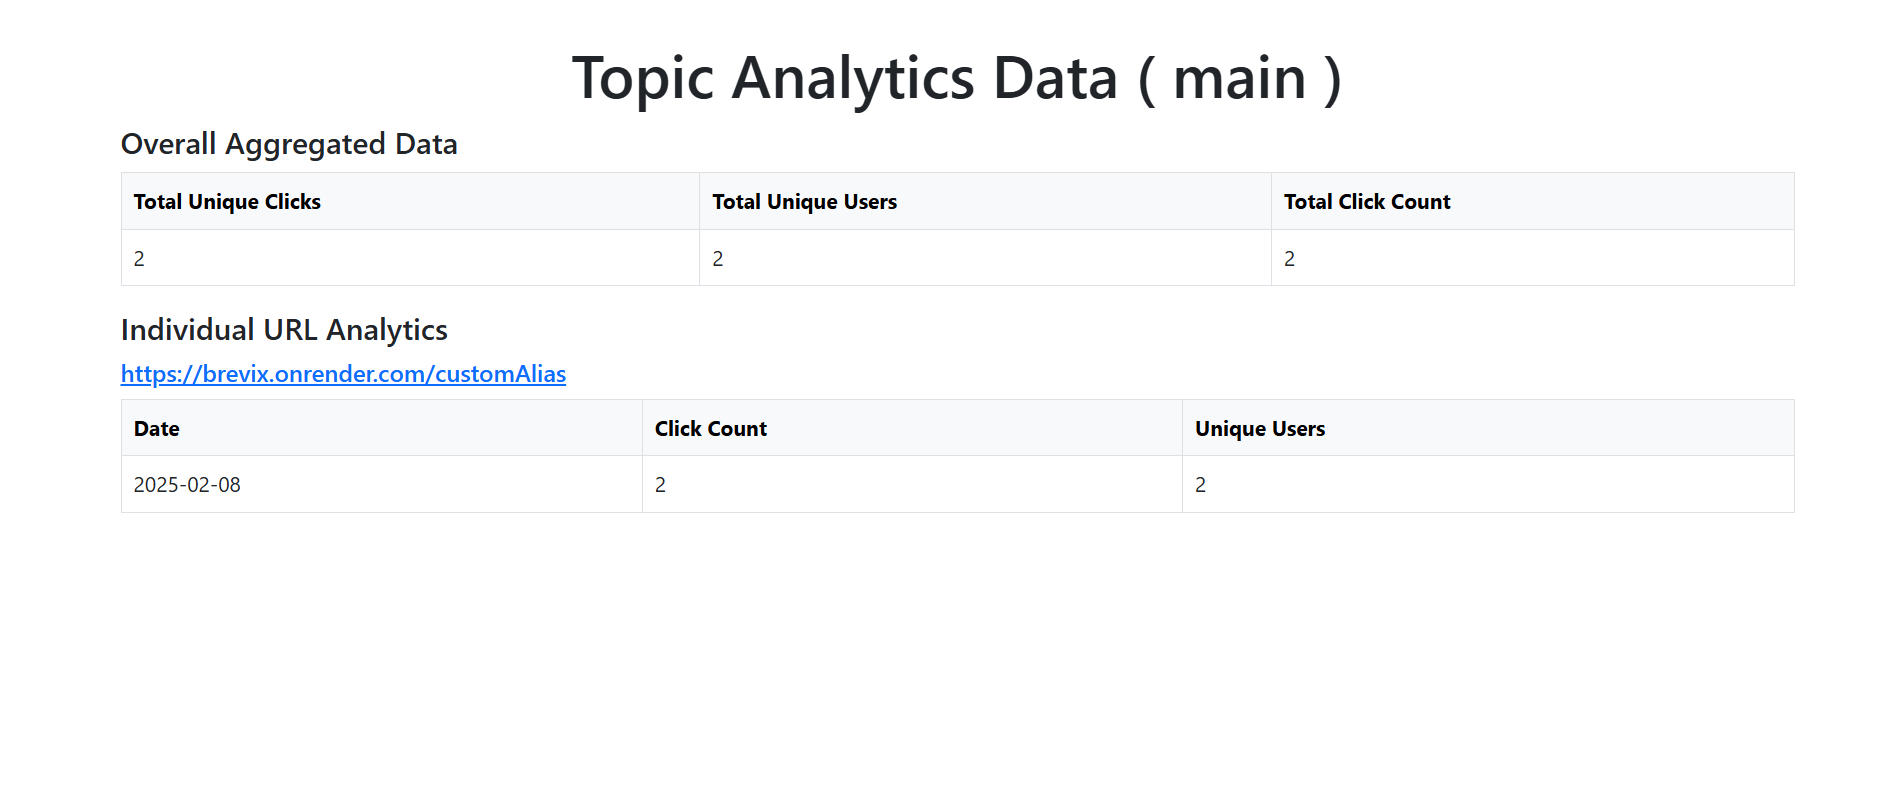 Topic Analytics Data ( main )
Overall Aggregated Data
Total Unique Clicks Total Unique Users Total Click Count
2 2 2
Individual URL Analytics
https://brevix.onrender.com/customAlias
Date Click Count Unique Users
2025-02-08 2 2